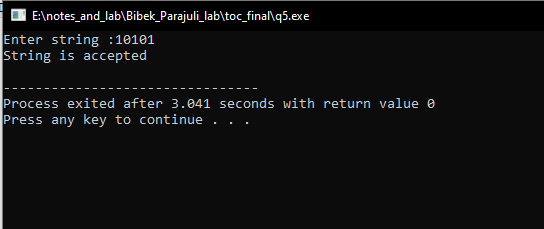 E:\notes_and_lab\Bibek_Parajuli_lab\toc_final\q5.exe
Enter string :10101
String is accepted
--------------------------------
Process exited after 3.041 seconds with return value 0
Press any key to continue . . .